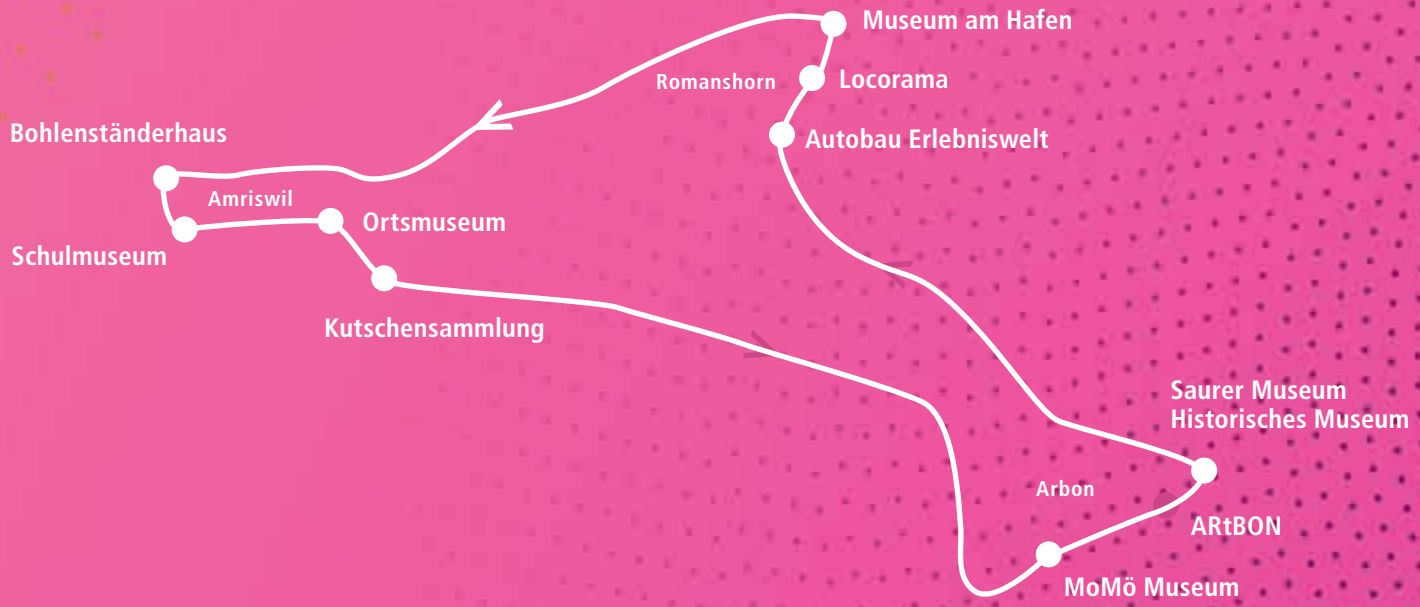 Museum am Hafen
Romanshorn
Locorama
Bohlenständerhaus
Autobau Erlebniswelt
Amriswil
Ortsmuseum
Schulmuseum
Kutschensammlung
Saurer Museum
Historisches Museum
Arbon
ARtBON
MoMö Museum